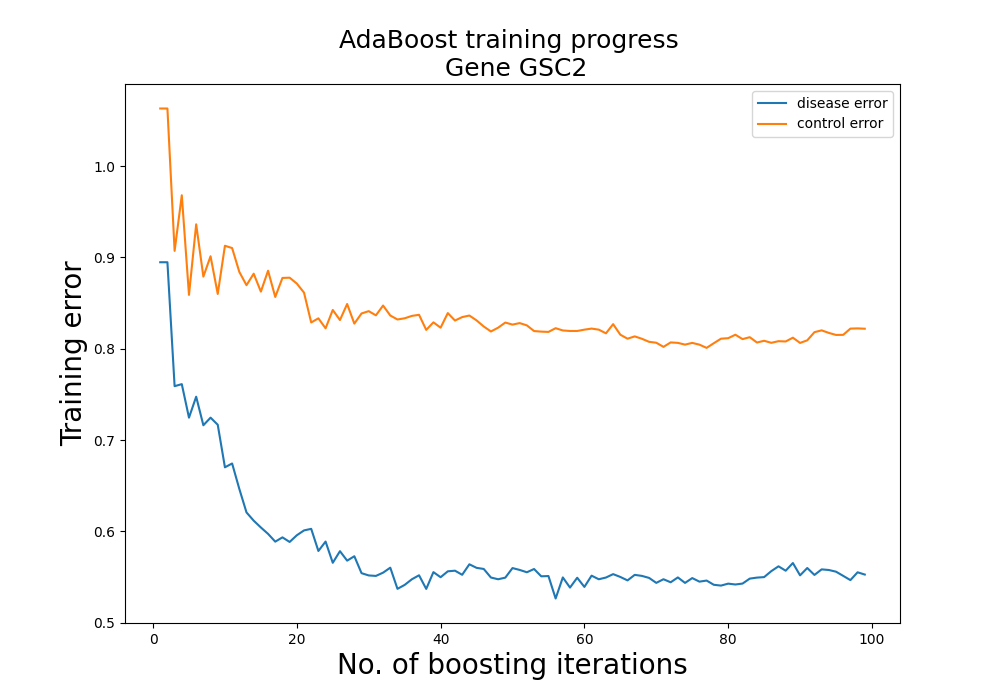 AdaBoost training progress
Gene GSC2
disease error
control error
1.0
0.9
0.8
0.7
0.6
0.5
Training error
0
20
40
60
80
100
No. of boosting iterations